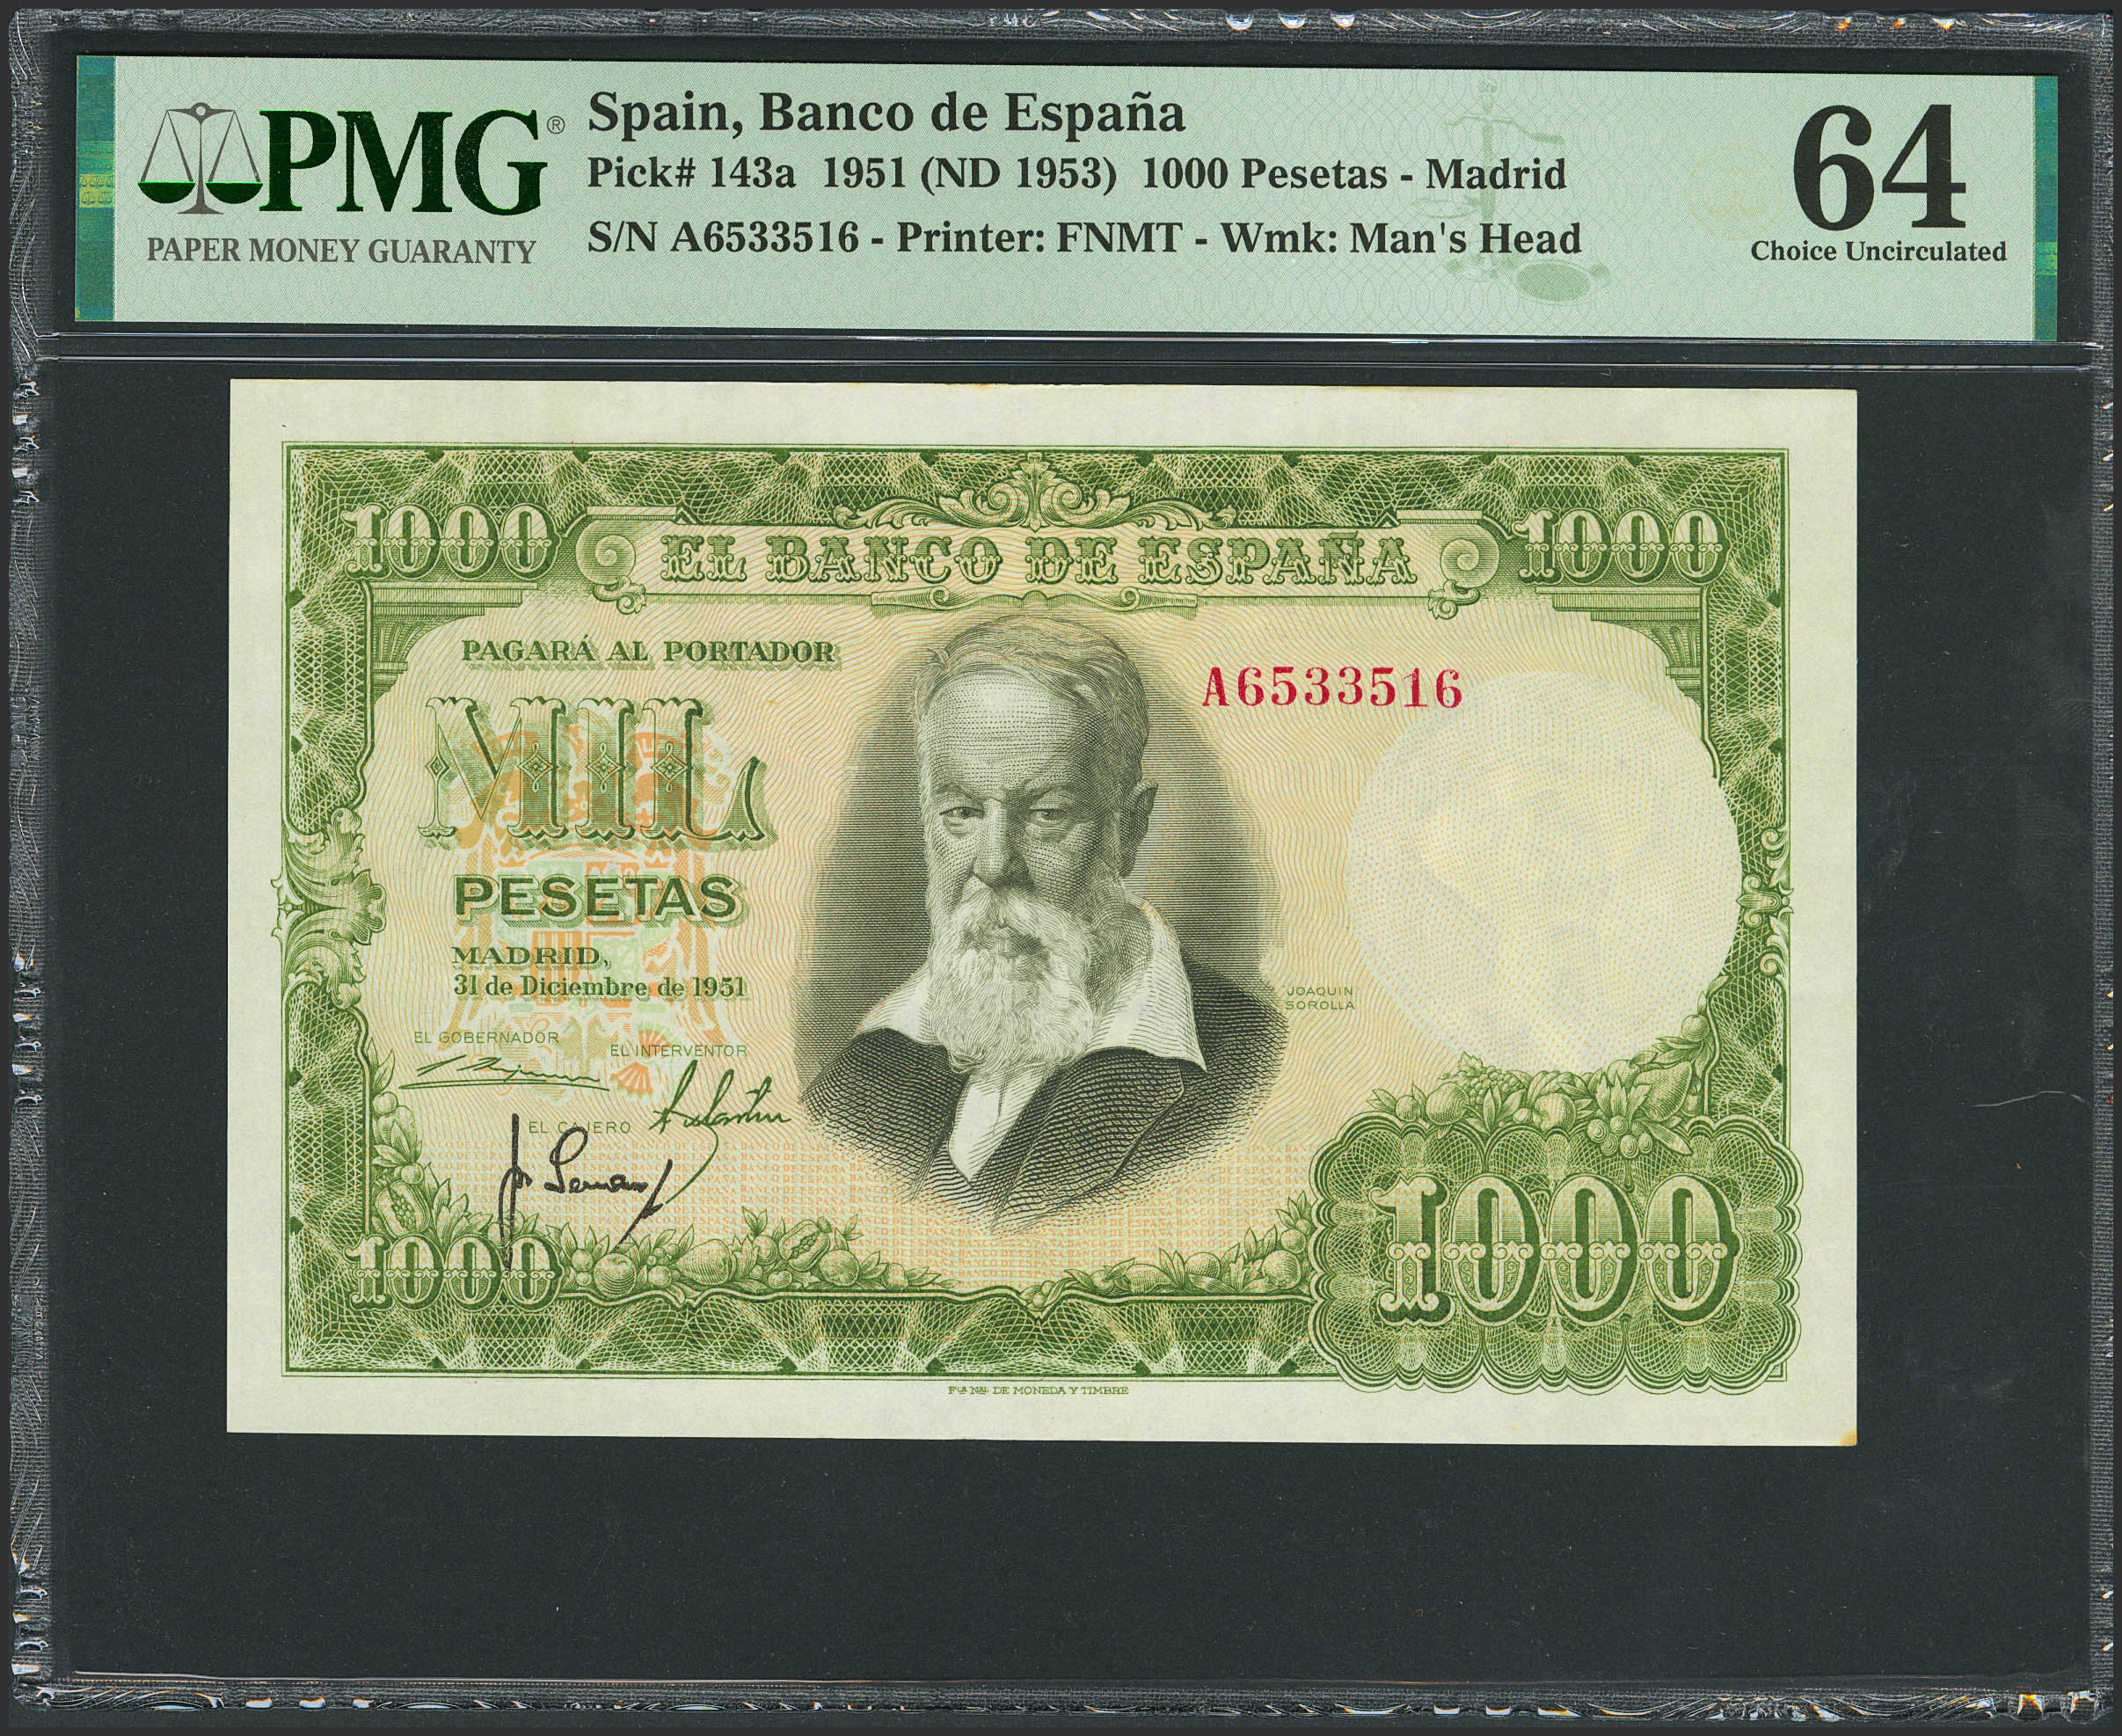 PMG®
PAPER MONEY GUARANTY
Spain, Banco de España
Pick# 143a 1951 (ND 1953) 1000 Pesetas - Madrid
S/N A6533516 - Printer: FNMT - Wmk: Man's Head
64
Choice Uncirculated
1000
EL BANCO DE ESPAÑA
1000
PAGARÁ AL PORTADOR
A6533516
MIL
PESETAS
MADRID,
31 de Diciembre de 1951
JOAQUIN
SOROLLA
EL GOBERNADOR
EL INTERVENTOR
EL CAJERO
1000
1000
DE MONEDA Y TIMBRE